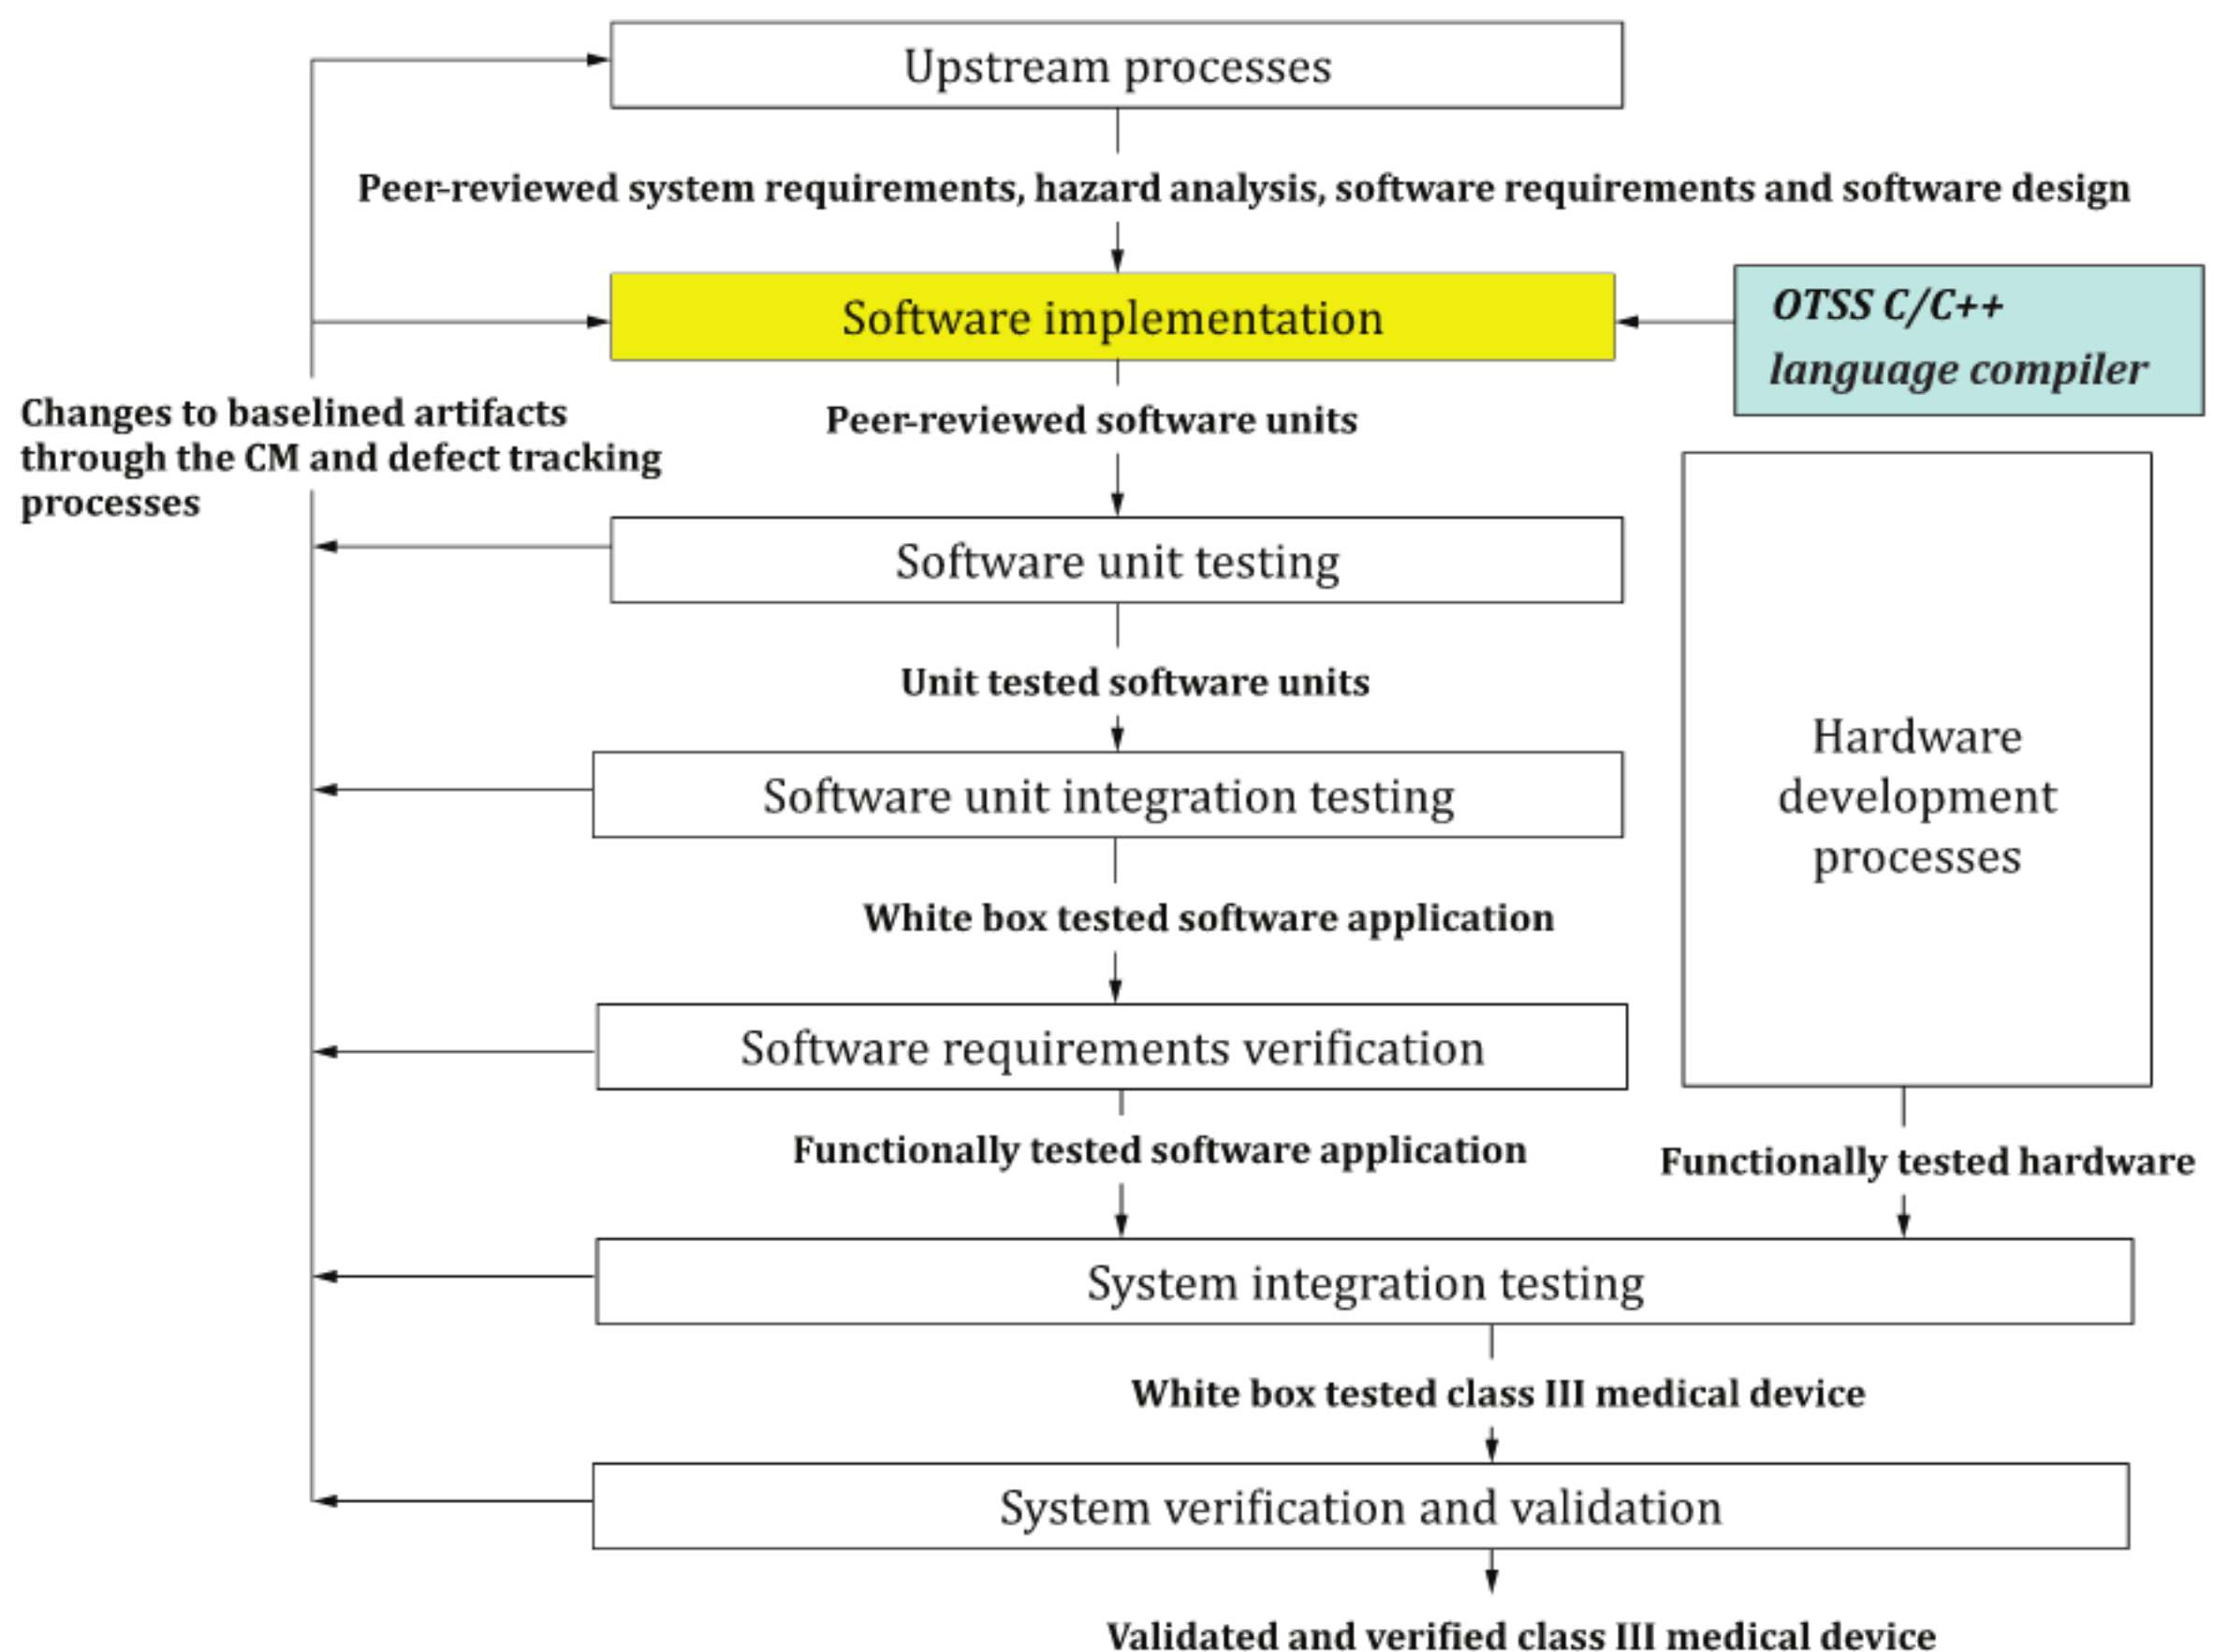 Upstream processes
Peer-reviewed system requirements, hazard analysis, software requirements and software design
Software implementation
OTSS C/C++
language compiler
Changes to baselined artifacts
through the CM and defect tracking
processes
Peer-reviewed software units
Software unit testing
Unit tested software units
Software unit integration testing
Hardware
development
processes
White box tested software application
Software requirements verification
Functionally tested software application
Functionally tested hardware
System integration testing
White box tested class III medical device
System verification and validation
Validated and verified class III medical device